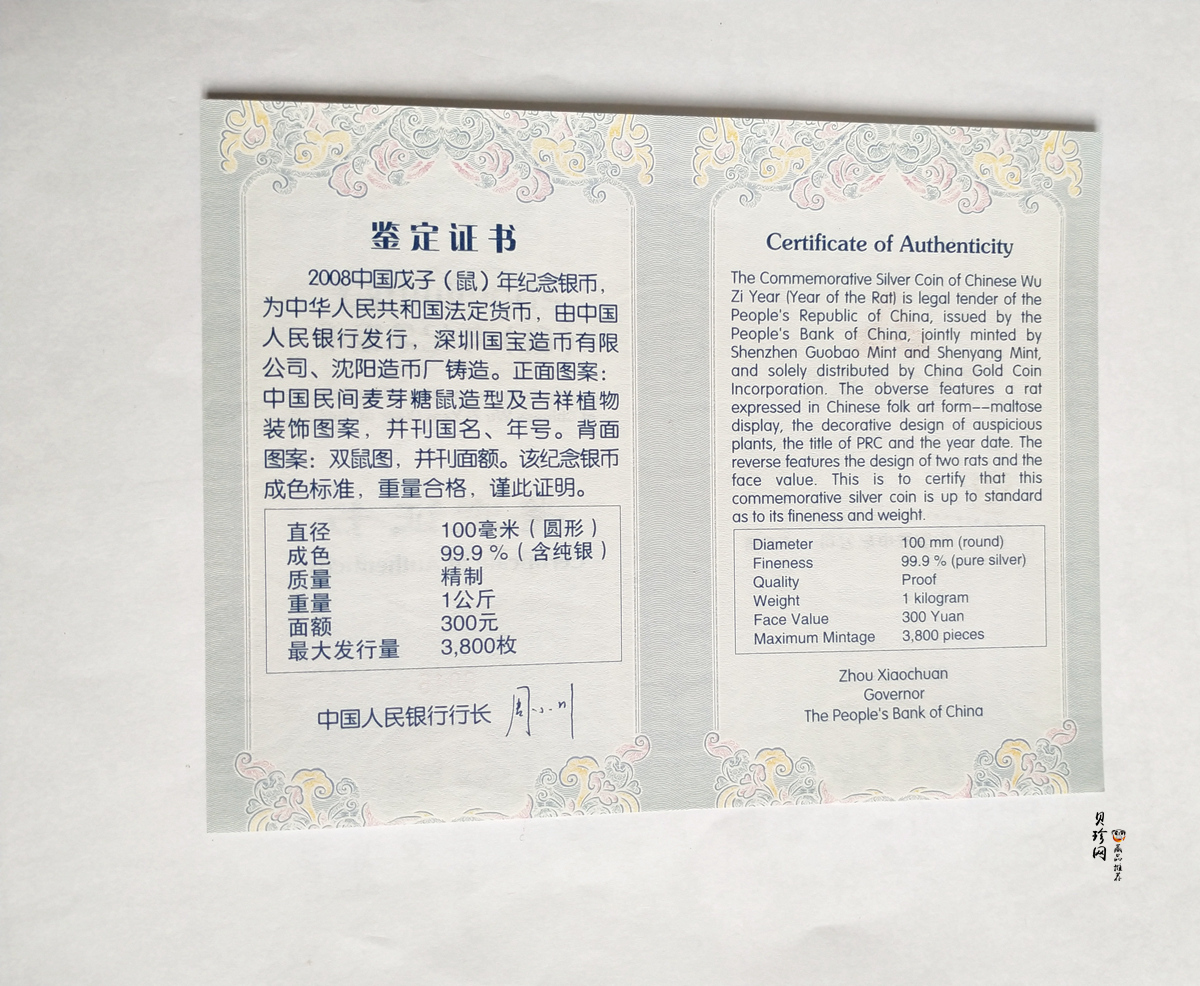 鉴定证书
2008中国戊子（鼠）年纪念银币，
为中华人民共和国法定货币，由中国
人民银行发行，深圳国宝造币有限
公司、沈阳造币厂铸造。正面图案：
中国民间麦芽糖鼠造型及吉祥植物
装饰图案，并刊国名、年号。背面
图案：双鼠图，并刊面额。该纪念银币
成色标准，重量合格，谨此证明。
直径 100毫米（圆形）
成色 99.9％（含纯银）
质量 精制
重量 1公斤
面额 300元
最大发行量 3,800枚
中国人民银行行长 周小川
Certificate of Authenticity
The Commemorative Silver Coin of Chinese Wu
Zi Year (Year of the Rat) is legal tender of the
People's Republic of China, issued by the
People's Bank of China, jointly minted by
Shenzhen Guobao Mint and Shenyang Mint,
and solely distributed by China Gold Coin
Incorporation. The obverse features a rat
expressed in Chinese folk art form--maltose
display, the decorative design of auspicious
plants, the title of PRC and the year date. The
reverse features the design of two rats and the
face value. This is to certify that this
commemorative silver coin is up to standard
as to its fineness and weight.
Diameter 100 mm (round)
Fineness 99.9 % (pure silver)
Quality Proof
Weight 1 kilogram
Face Value 300 Yuan
Maximum Mintage 3,800 pieces
Zhou Xiaochuan
Governor
The People's Bank of China
贝珍网
藏品推荐